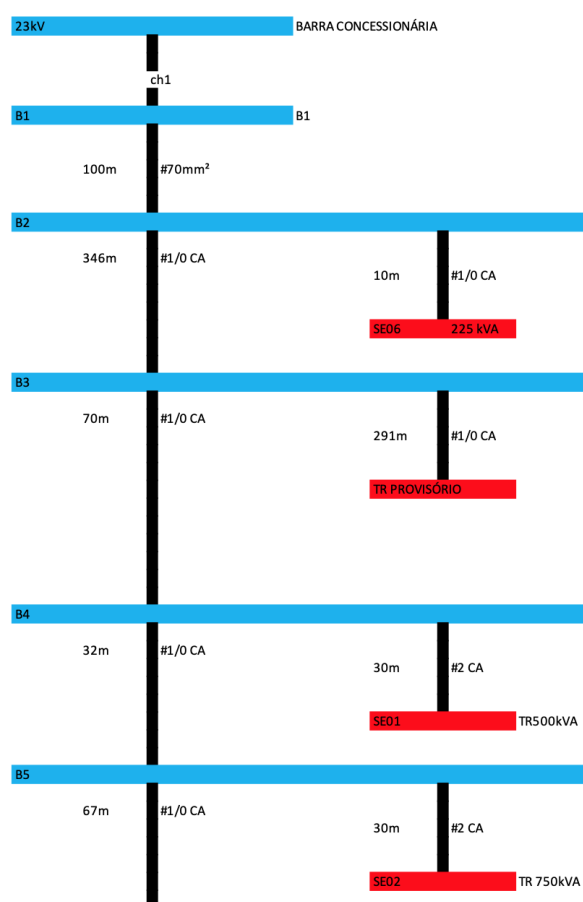 23kV BARRA CONCESSIONÁRIA
ch1
B1 B1
100m #70mm²
B2
346m #1/0 CA 10m #1/0 CA
SE06 225 kVA
B3
70m #1/0 CA 291m #1/0 CA
TR PROVISÓRIO
B4
32m #1/0 CA 30m #2 CA
SE01 TR500kVA
B5
67m #1/0 CA 30m #2 CA
SE02 TR 750kVA